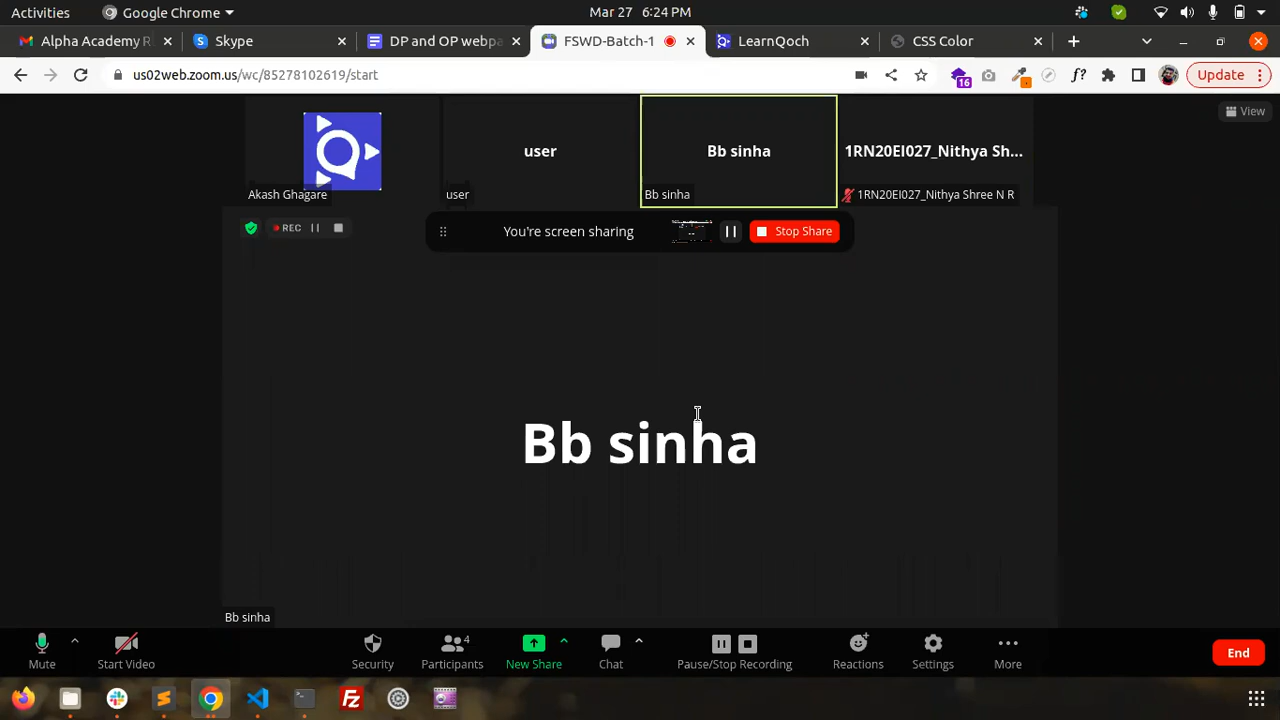 Activities
Google Chrome
Mar 27 6:24 PM
Alpha Academy R
Skype
DP and OP webpa
FSWD-Batch-1
LearnQoch
CSS Color
us02web.zoom.us/wc/85278102619/start
16
f?
Update
View
user
Bb sinha
1RN20EI027_Nithya Sh...
Akash Ghagare
user
Bb sinha
1RN20EI027_Nithya Shree N R
REC
You're screen sharing
Stop Share
Bb sinha
Bb sinha
4
Mute
Start Video
Security
Participants
New Share
Chat
Pause/Stop Recording
Reactions
Settings
More
End